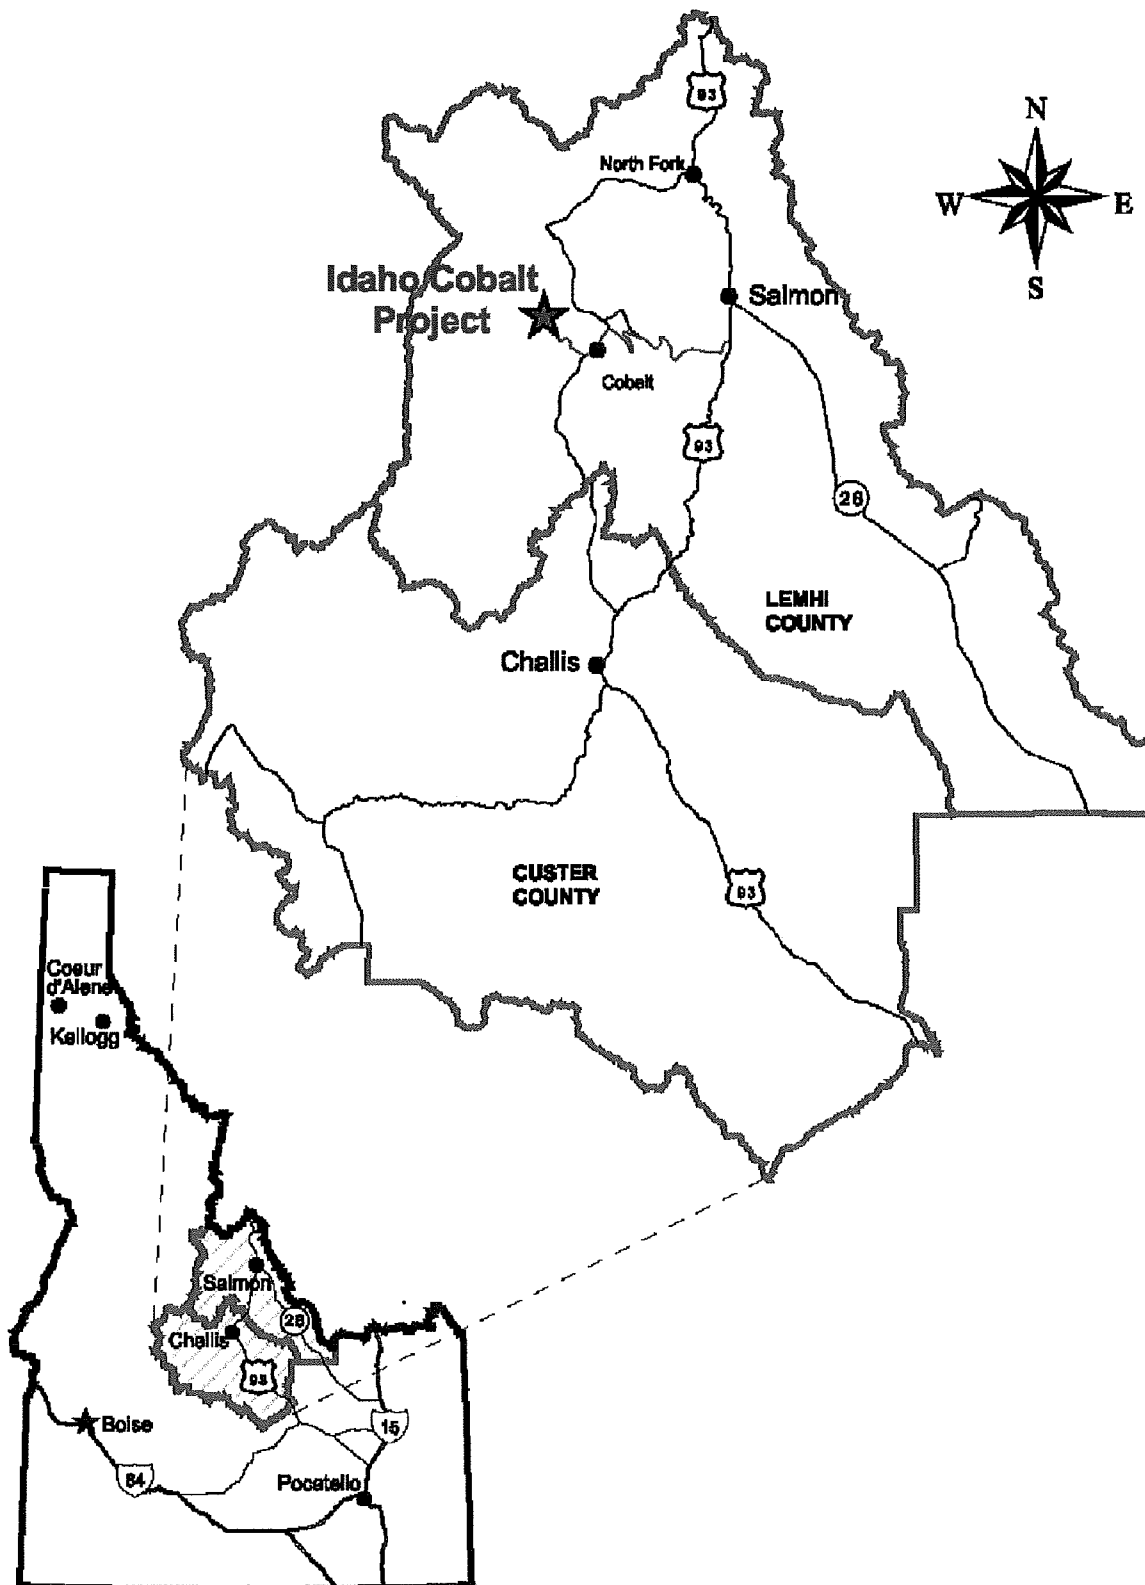 93
N
North Fork
W
E
S
Idaho Cobalt
Project
Salmon
Cobalt
93
28
LEMHI
COUNTY
Challis
CUSTER
COUNTY
93
Coeur
d'Alene
Kellogg
Salmon
28
Challis
93
Boise
15
84
Pocatello